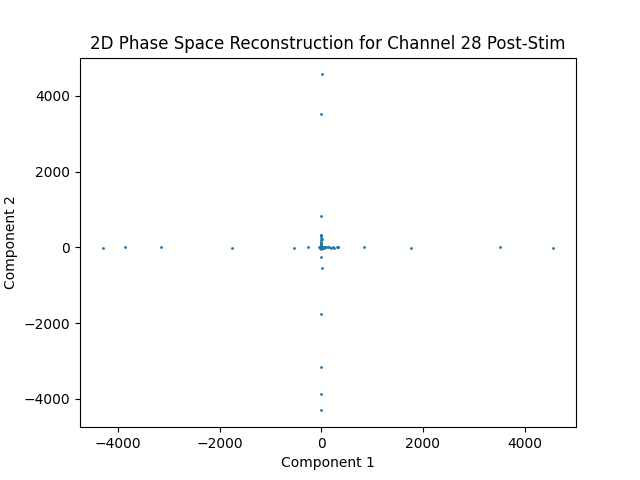 2D Phase Space Reconstruction for Channel 28 Post-Stim
4000
2000
0
−2000
−4000
Component 2
−4000 −2000 0 2000 4000
Component 1